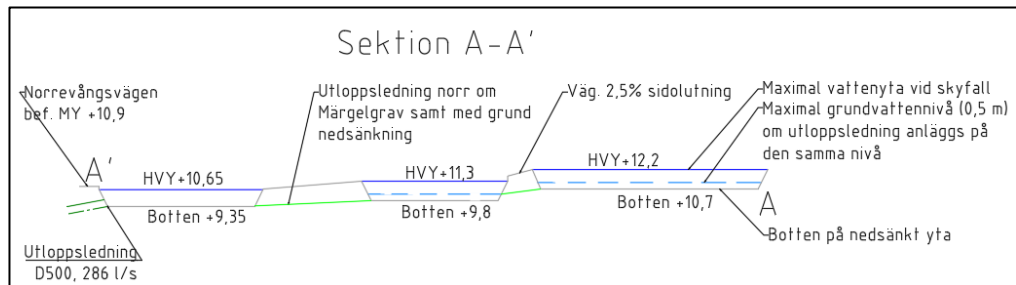 Sektion A-A'
Norrevångsvägen
bef. MY +10,9
Utloppsledning norr om
Märgelgrav samt med grund
nedsänkning
Väg. 2,5% sidolutning
Maximal vattenyta vid skyfall
Maximal grundvattennivå (0,5 m)
om utloppsledning anläggs på
den samma nivå
A'
HVY+10,65
HVY+11,3
HVY+12,2
Botten +9,35
Botten +9,8
Botten +10,7
A
Botten på nedsänkt yta
Utloppsledning
D500, 286 l/s